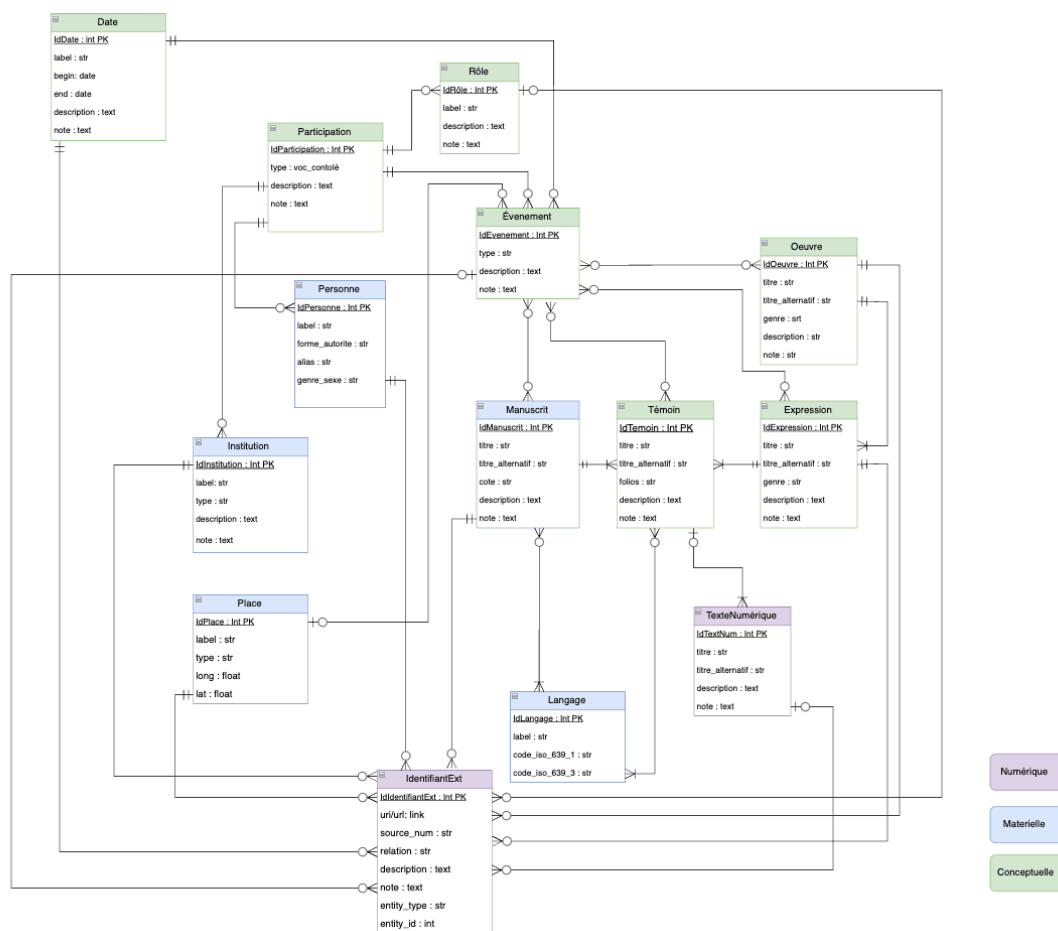 Date
IdDate : int PK
label : str
begin: date
end : date
description : text
note : text
Rôle
IdRôle : Int PK
label : str
description : text
note : text
Participation
IdParticipation : Int PK
type : voc_contolé
description : text
note : text
Évenement
IdEvenement : Int PK
type : str
description : text
note : text
Oeuvre
IdOeuvre : Int PK
titre : str
titre_alternatif : str
genre : srt
description : str
note : str
Personne
IdPersonne : Int PK
label : str
forme_autorite : str
alias : str
genre_sexe : str
Manuscrit
IdManuscrit : Int PK
titre : str
titre_alternatif : str
cote : str
description : text
note : text
Témoin
IdTemoin : Int PK
titre : str
titre_alternatif : str
folios : str
description : text
note : text
Expression
IdExpression : Int PK
titre : str
titre_alternatif : str
genre : str
description : text
note : text
Institution
IdInstitution : Int PK
label: str
type : str
description : text
note : text
Place
IdPlace : Int PK
label : str
type : str
long : float
lat : float
TexteNumérique
IdTextNum : Int PK
titre : str
titre_alternatif : str
description : text
note : text
Langage
IdLangage : Int PK
label : str
code_iso_639_1 : str
code_iso_639_3 : str
IdentifiantExt
IdIdentifiantExt : Int PK
uri/url: link
source_num : str
relation : str
description : text
note : text
entity_type : str
entity_id : int
Numérique
Materielle
Conceptuelle